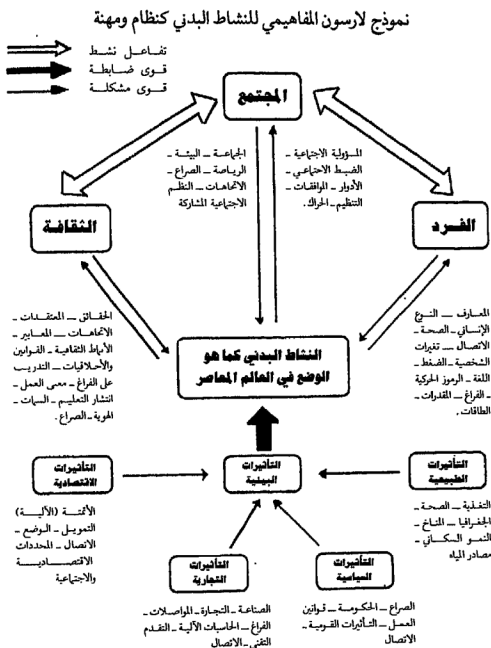 نموذج لارسون المفاهيمي للنشاط البدني كنظام ومهنة
تفاعل نشط
قوى ضابطة
قوى مشكلة
المجتمع
المسؤولية الاجتماعية -
الضبط الاجتماعي -
الأدوار - الموافقات -
التنظيم - الحراك.
الجماعة - البيئة -
الرياضة - الصراع -
الاتجاهات - النظم
الاجتماعية المشاركة
الفرد
الثقافة
المعارف - النوع
الإنساني - الصحة -
الاتصال - تغيرات
الشخصية - الضغط -
اللغة - الرموز الحركية
- الفراغ - المقدرات -
الطاقات.
النشاط البدني كما هو
الوضع في العالم المعاصر
الحقائق - المعتقدات -
الاتجاهات - المعايير -
الأنماط الثقافية - القوانين
والأخلاقيات - التدريب
على الفراغ - معنى العمل -
انتشار التعليم - السمات -
الهوية - الصراع.
التأثيرات
الطبيعية
التأثيرات
البيئية
التأثيرات
الاقتصادية
التغذية - الصحة -
الجغرافيا - المناخ -
النمو السكاني -
مصادر المياه
الأتمتة (الآلية)
التمويل - الوضع -
الاتصال - المحددات
الاقتصادية
والاجتماعية
التأثيرات
السياسية
التأثيرات
التجارية
الصراع - الحكومة - قوانين
العمل - التأثيرات القومية -
الاتصال
الصناعة - التجارة - المواصلات -
الفراغ - الحاسبات الآلية - التقدم
التقني - الاتصال